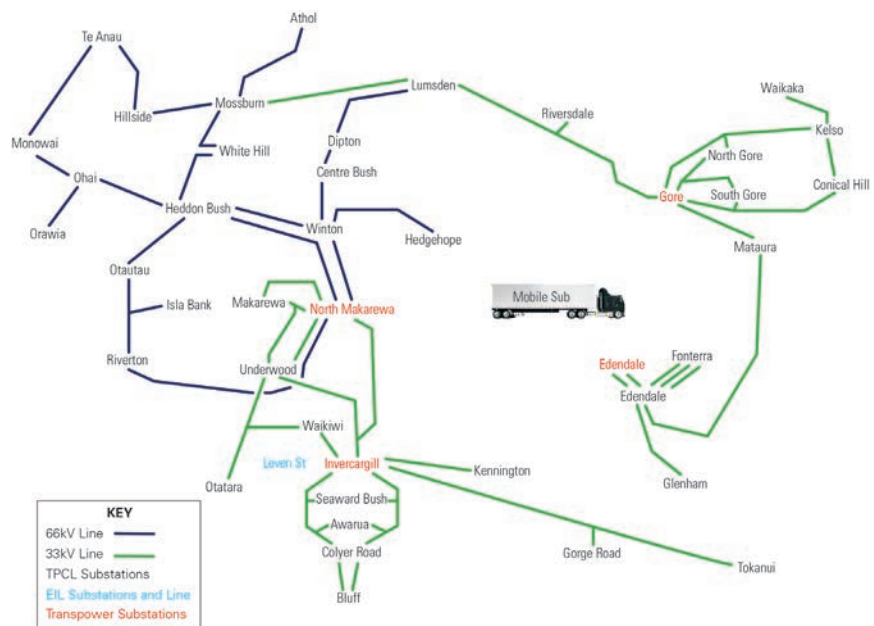 Athol
Te Anau
Lumsden
Mossburn
Hillside
Riversdale
Waikaka
Kelso
Monowai
White Hill
Dipton
North Gore
Centre Bush
Ohai
Conical Hill
South Gore
Gore
Heddon Bush
Orawia
Winton
Hedgehope
Mataura
Otautau
Mobile Sub
Makarewa
North Makarewa
Isla Bank
Riverton
Underwood
Edendale
Fonterra
Edendale
Waikiwi
Leven St
Invercargill
Kennington
Otatara
Glenham
Seaward Bush
Awarua
Colyer Road
Gorge Road
Tokanui
Bluff
KEY
66kV Line
33kV Line
TPCL Substations
EIL Substations and Line
Transpower Substations